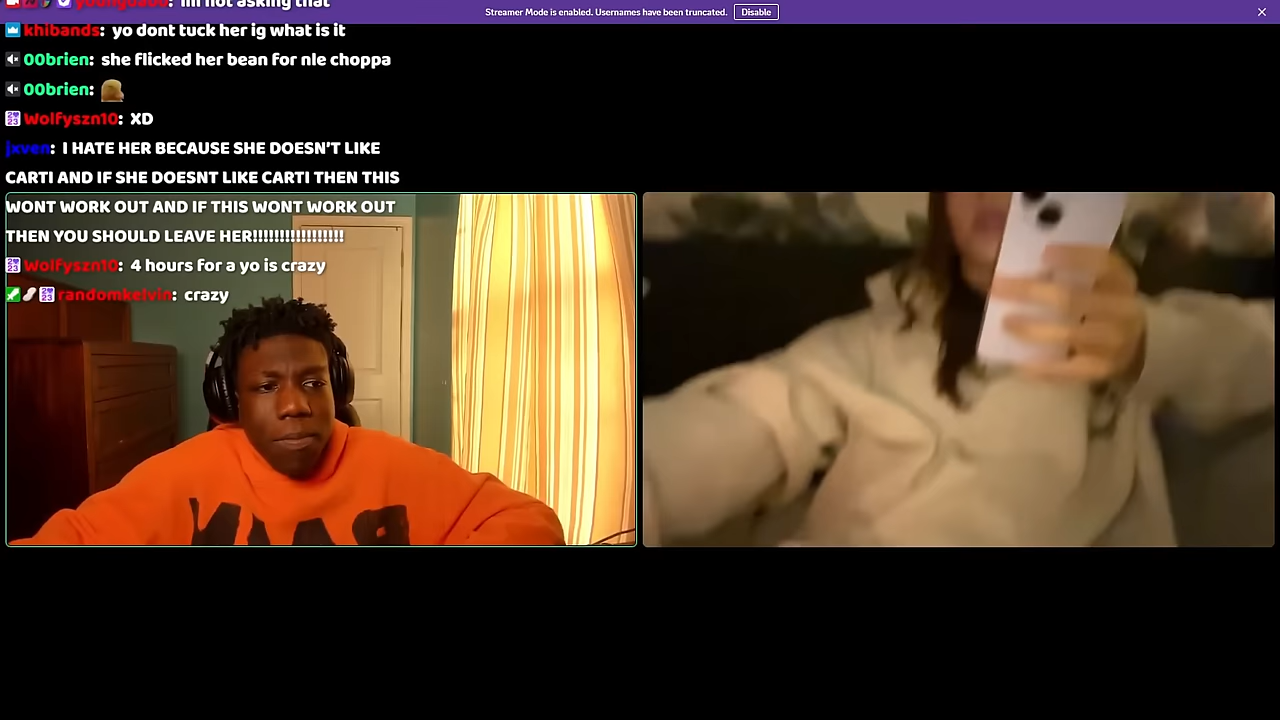 Streamer Mode is enabled. Usernames have been truncated. Disable
im not asking that
khibands: yo dont tuck her ig what is it
00brien: she flicked her bean for nle choppa
00brien:
Wolfyszn10: XD
jxven: I HATE HER BECAUSE SHE DOESN'T LIKE
CARTI AND IF SHE DOESNT LIKE CARTI THEN THIS
WONT WORK OUT AND IF THIS WONT WORK OUT
THEN YOU SHOULD LEAVE HER!!!!!!!!!!!!!!!!!
Wolfyszn10: 4 hours for a yo is crazy
randomkelvin: crazy